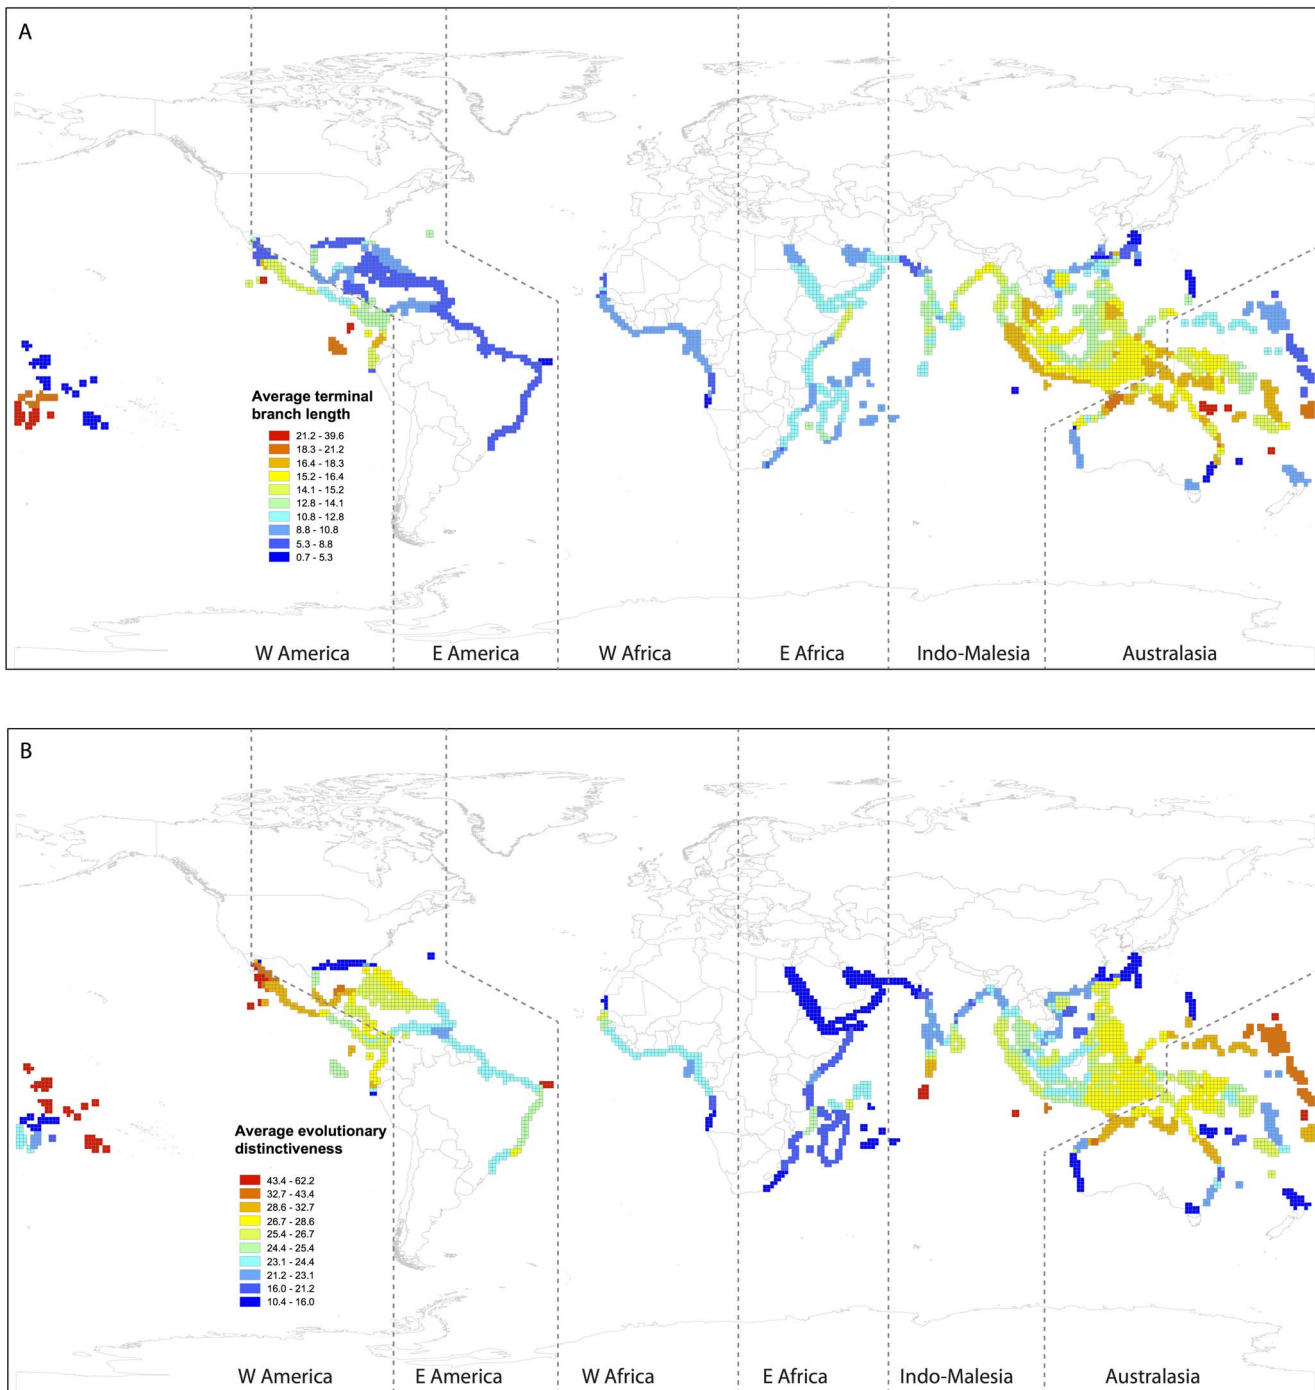 A
Average terminal
branch length
21.2 - 39.6
18.3 - 21.2
16.4 - 18.3
15.2 - 16.4
14.1 - 15.2
12.8 - 14.1
10.8 - 12.8
8.8 - 10.8
5.3 - 8.8
0.7 - 5.3
W America E America W Africa E Africa Indo-Malesia Australasia
B
Average evolutionary
distinctiveness
43.4 - 62.2
32.7 - 43.4
28.6 - 32.7
26.7 - 28.6
25.4 - 26.7
24.4 - 25.4
23.1 - 24.4
21.2 - 23.1
16.0 - 21.2
10.4 - 16.0
W America E America W Africa E Africa Indo-Malesia Australasia